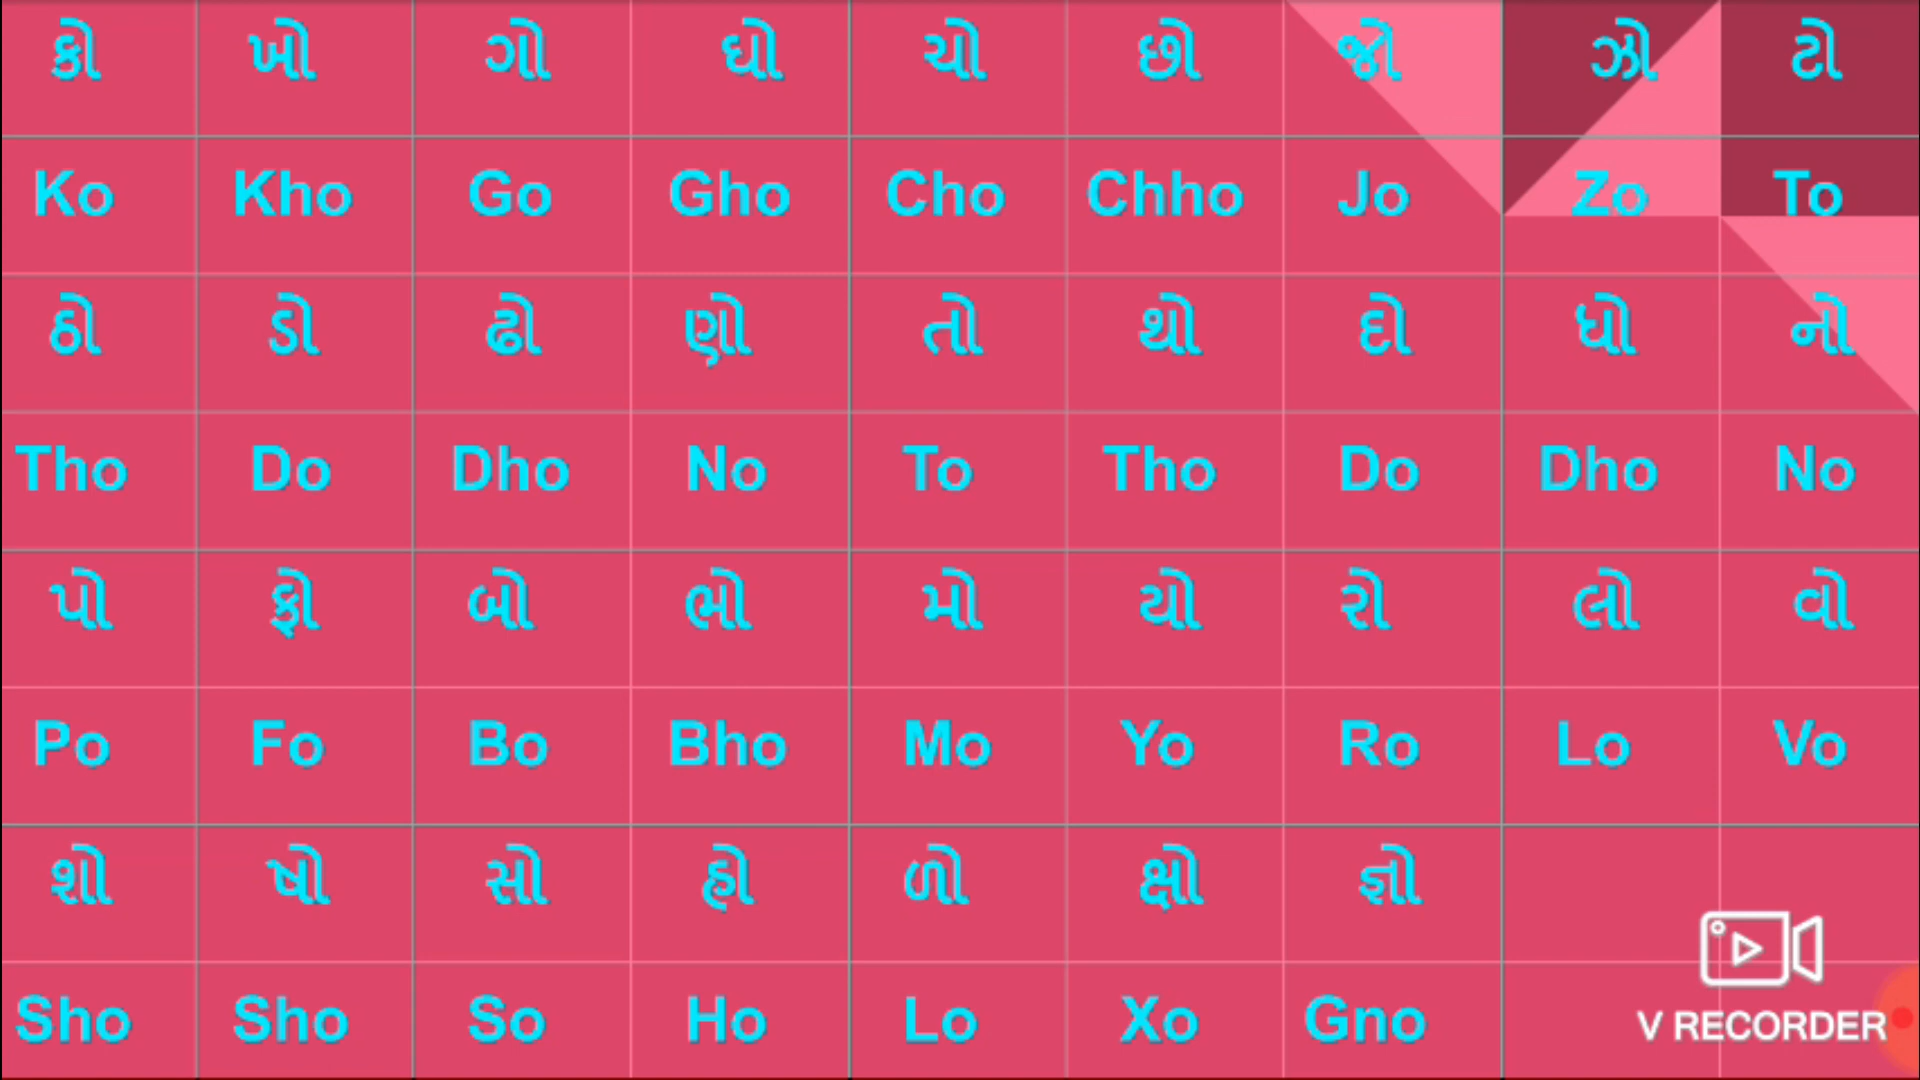 કો ખો ગો ઘો ચો છો જો ઝો ટો
Ko Kho Go Gho Cho Chho Jo Zo To
ઠો ડો ઢો ણો તો થો દો ધો નો
Tho Do Dho No To Tho Do Dho No
પો ફો બો ભો મો યો રો લો વો
Po Fo Bo Bho Mo Yo Ro Lo Vo
શો ષો સો હો ળો ક્ષો જ્ઞો
Sho Sho So Ho Lo Xo Gno
V RECORDER